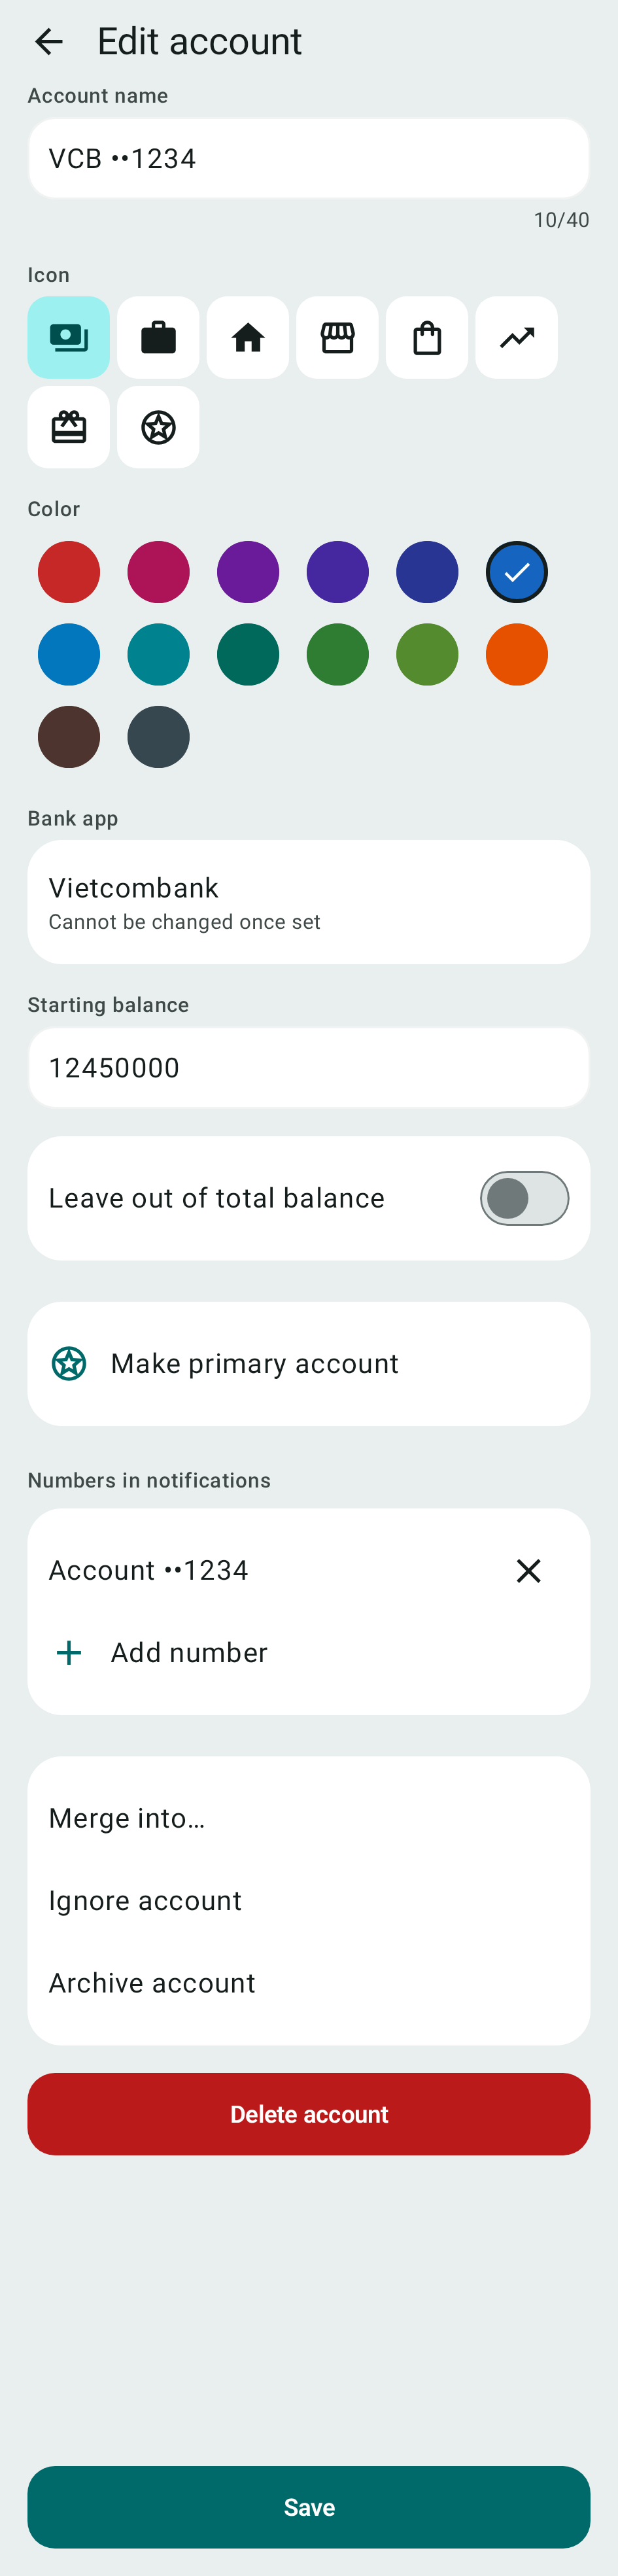 Edit account
Account name
VCB ••1234
10/40
Icon
Color
Bank app
Vietcombank
Cannot be changed once set
Starting balance
12450000
Leave out of total balance
Make primary account
Numbers in notifications
Account ••1234
Add number
Merge into…
Ignore account
Archive account
Delete account
Save